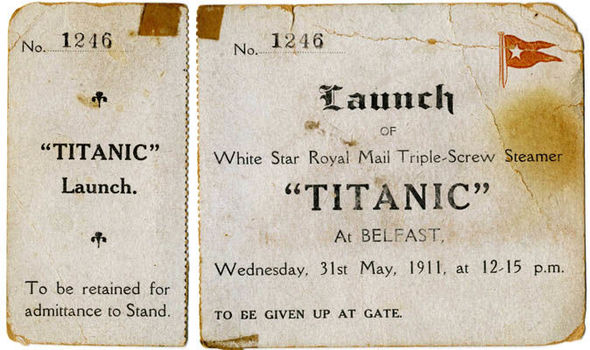 No. 1246
"TITANIC"
Launch.
To be retained for
admittance to Stand.
No. 1246
Launch
OF
White Star Royal Mail Triple-Screw Steamer
"TITANIC"
At BELFAST,
Wednesday, 31st May, 1911, at 12-15 p.m.
TO BE GIVEN UP AT GATE.